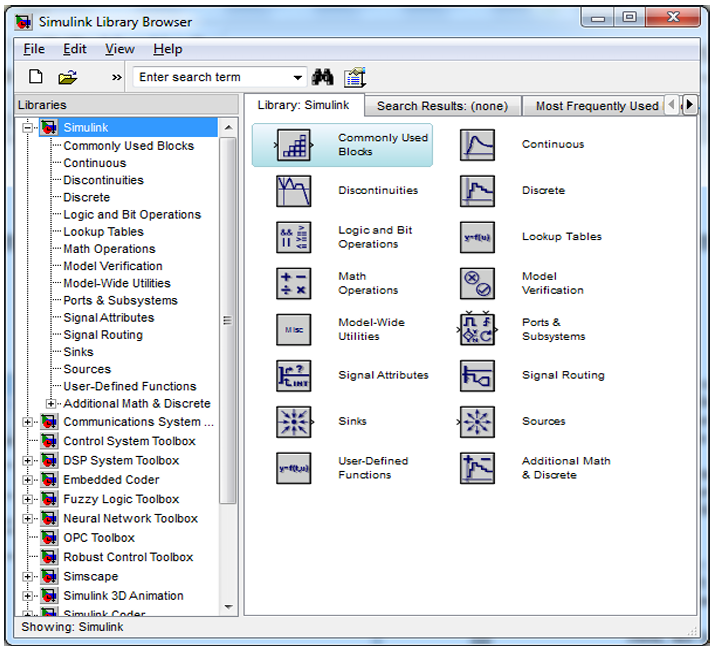 Simulink Library Browser
File Edit View Help
» Enter search term
Libraries
Library: Simulink Search Results: (none) Most Frequently Used
Simulink
Commonly Used Blocks
Continuous
Discontinuities
Discrete
Logic and Bit Operations
Lookup Tables
Math Operations
Model Verification
Model-Wide Utilities
Ports & Subsystems
Signal Attributes
Signal Routing
Sinks
Sources
User-Defined Functions
Additional Math & Discrete
Communications System ...
Control System Toolbox
DSP System Toolbox
Embedded Coder
Fuzzy Logic Toolbox
Neural Network Toolbox
OPC Toolbox
Robust Control Toolbox
Simscape
Simulink 3D Animation
Simulink Coder
Commonly Used
Blocks
Continuous
Discontinuities
Discrete
&& >
|| <=
Logic and Bit
Operations
y=f(u)
Lookup Tables
+ −
÷ ×
Math
Operations
Model
Verification
Misc
Model-Wide
Utilities
Ports &
Subsystems
?
INT
Signal Attributes
Signal Routing
Sinks
Sources
y=f(t,u)
User-Defined
Functions
Additional Math
& Discrete
Showing: Simulink